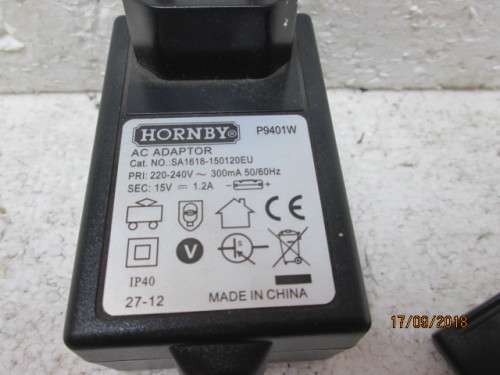 HORNBY® P9401W
AC ADAPTOR
Cat. NO. SA1618-150120EU
PRI: 220-240V ~ 300mA 50/60Hz
SEC: 15V ⎓ 1.2A
CE
V
S
IP40
27-12 MADE IN CHINA
17/09/2018